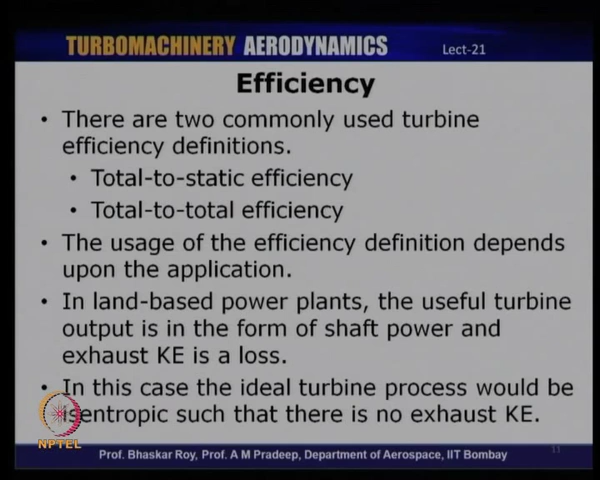 TURBOMACHINERY AERODYNAMICS Lect-21
Efficiency
• There are two commonly used turbine
efficiency definitions.
• Total-to-static efficiency
• Total-to-total efficiency
• The usage of the efficiency definition depends
upon the application.
• In land-based power plants, the useful turbine
output is in the form of shaft power and
exhaust KE is a loss.
• In this case the ideal turbine process would be
isentropic such that there is no exhaust KE.
NPTEL
Prof. Bhaskar Roy, Prof. A M Pradeep, Department of Aerospace, IIT Bombay
11